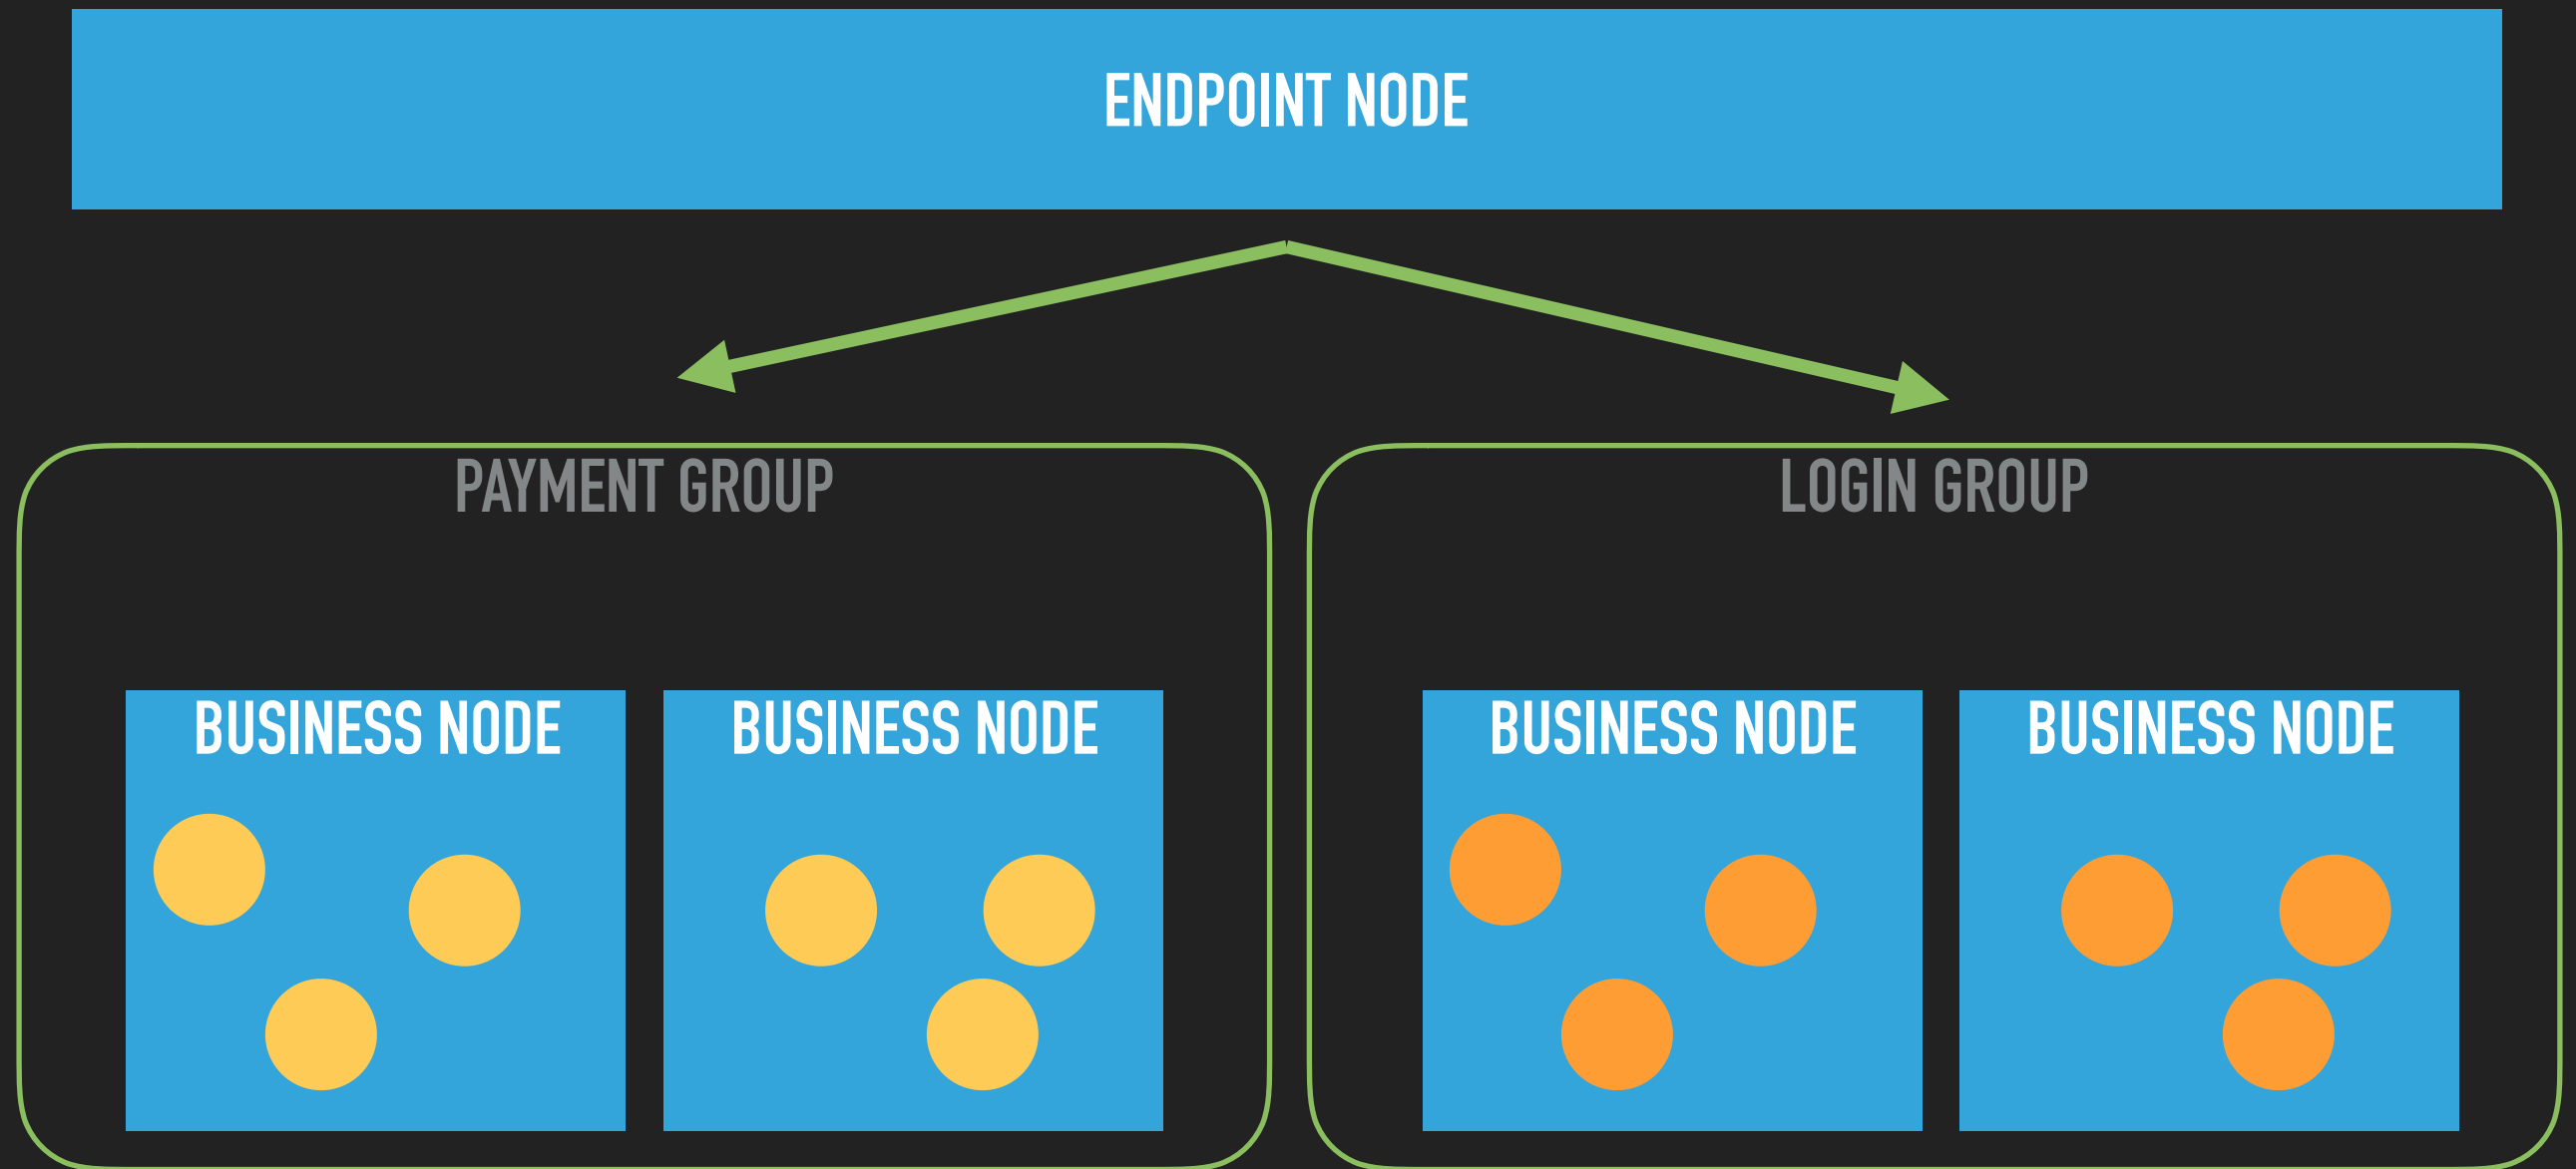 ENDPOINT NODE
PAYMENT GROUP
LOGIN GROUP
BUSINESS NODE
BUSINESS NODE
BUSINESS NODE
BUSINESS NODE